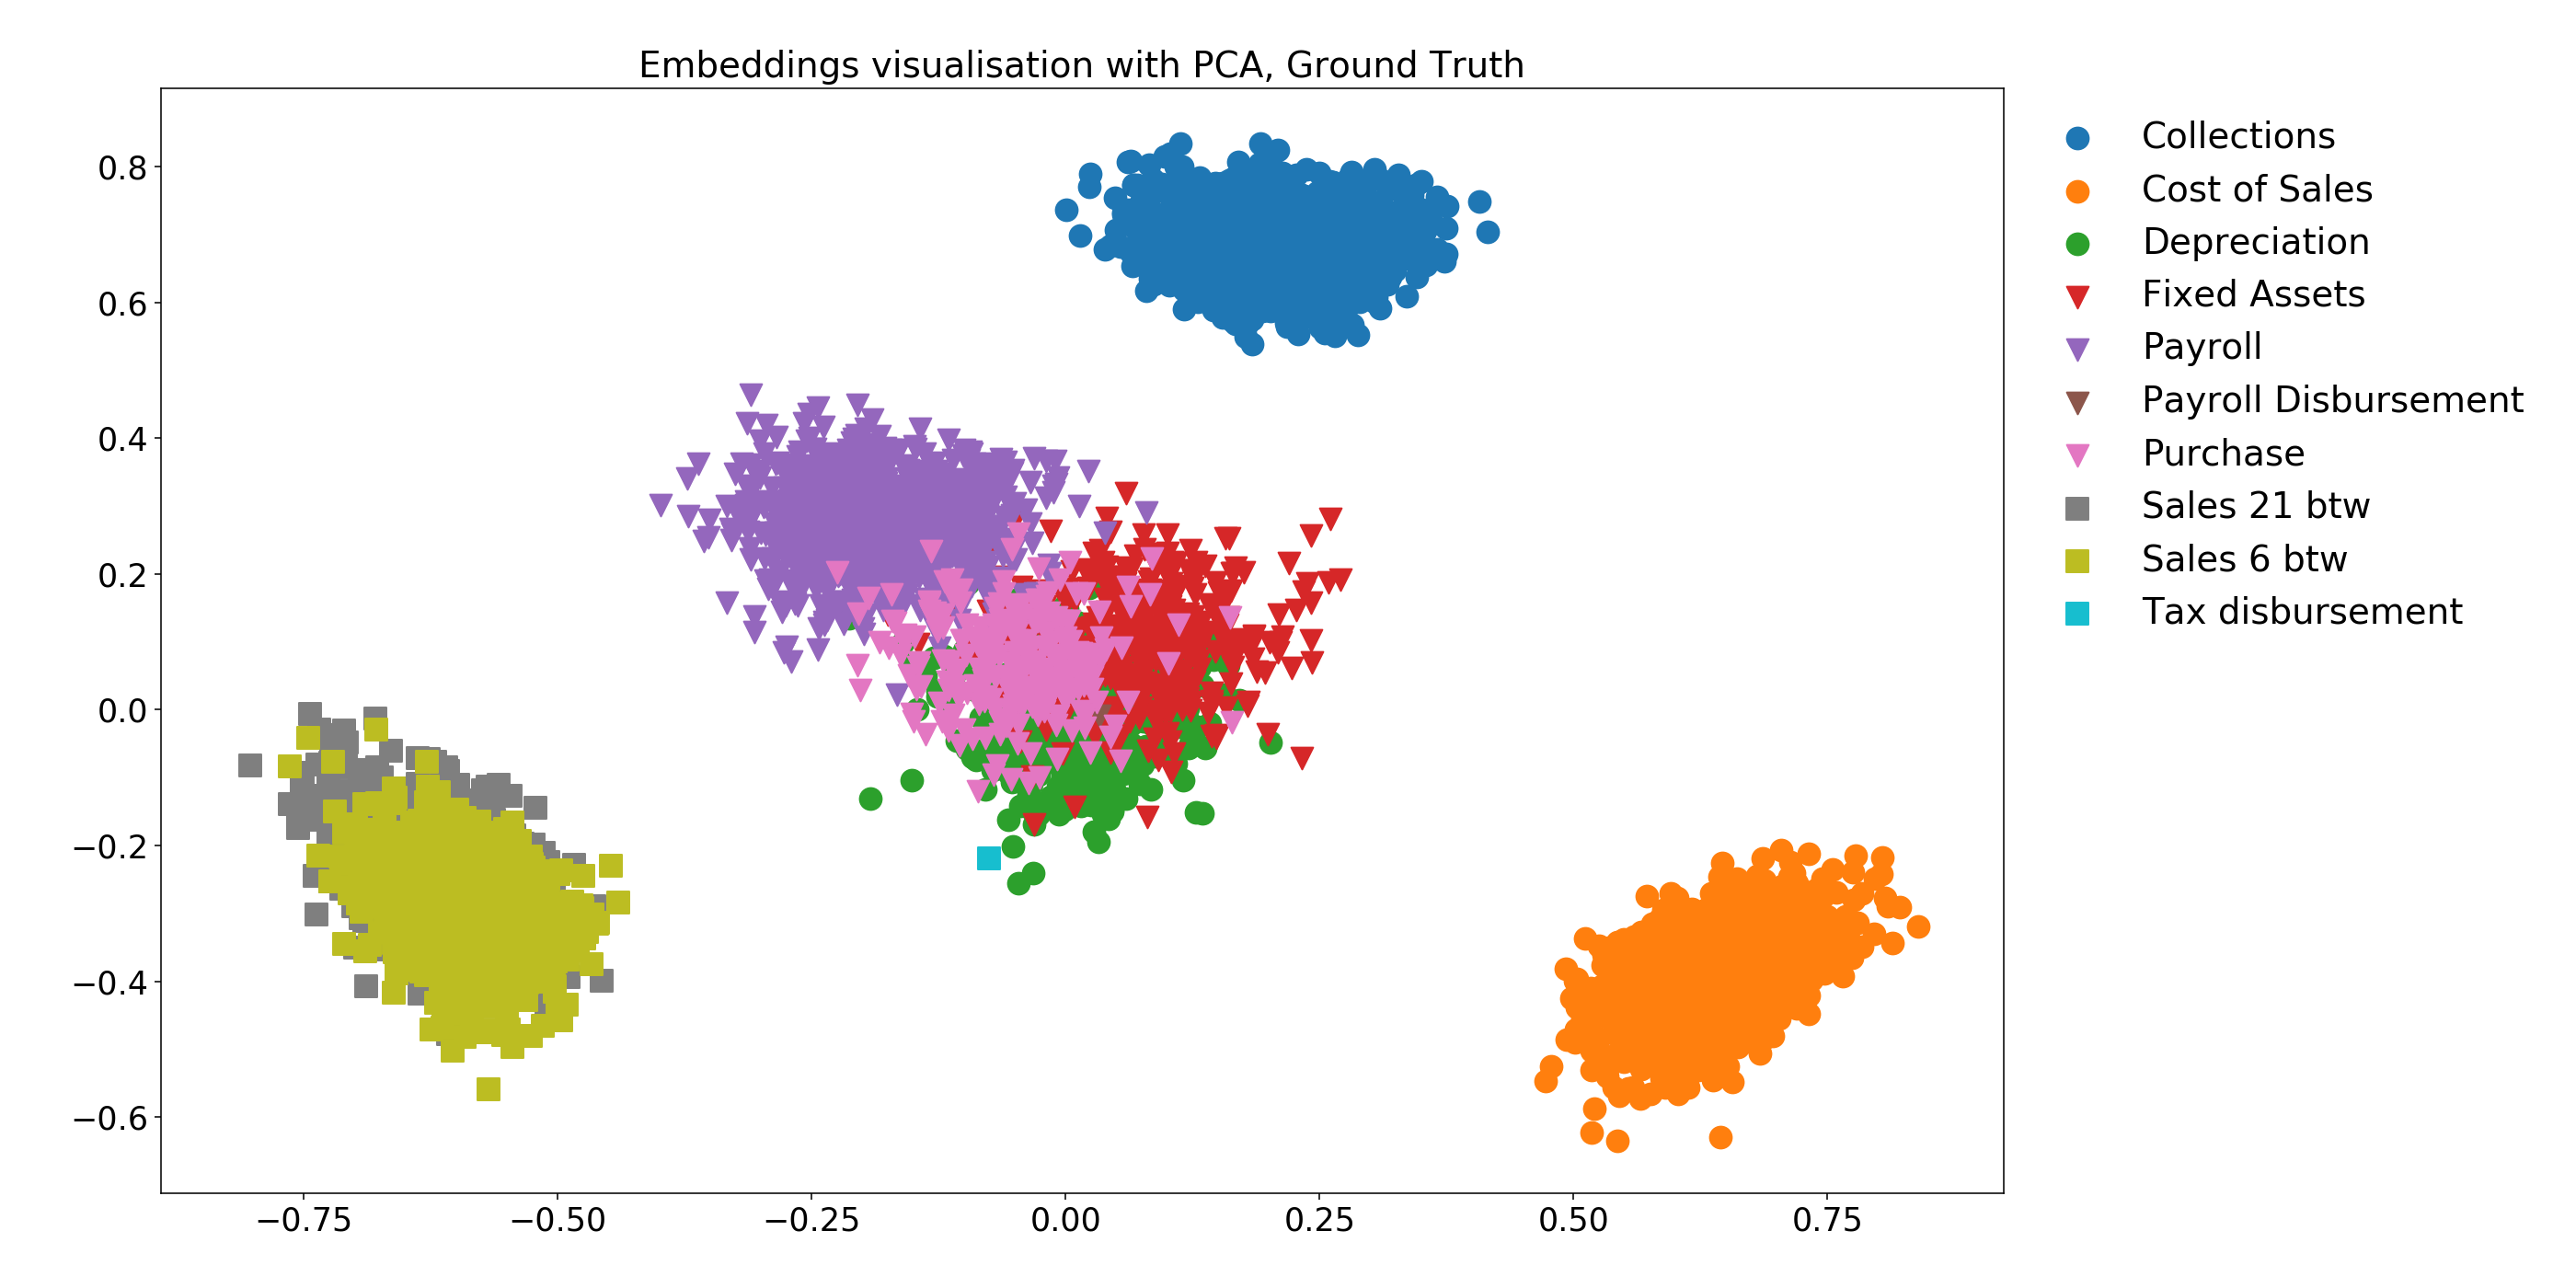 Embeddings visualisation with PCA, Ground Truth
0.8
0.6
0.4
0.2
0.0
−0.2
−0.4
−0.6
−0.75 −0.50 −0.25 0.00 0.25 0.50 0.75
Collections
Cost of Sales
Depreciation
Fixed Assets
Payroll
Payroll Disbursement
Purchase
Sales 21 btw
Sales 6 btw
Tax disbursement